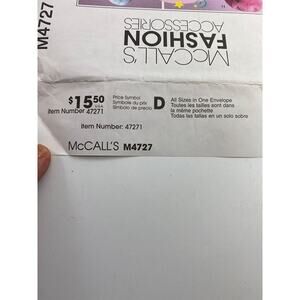 M4727
McCALL'S
FASHION
ACCESSORIES
$15.50
USA
Item Number 47271
Price Symbol
Symbole du prix
Símbolo de precio
D
All Sizes in One Envelope
Toutes les tailles sont dans
la même pochette
Todas las tallas en un solo sobre
Item Number: 47271
McCALL'S M4727